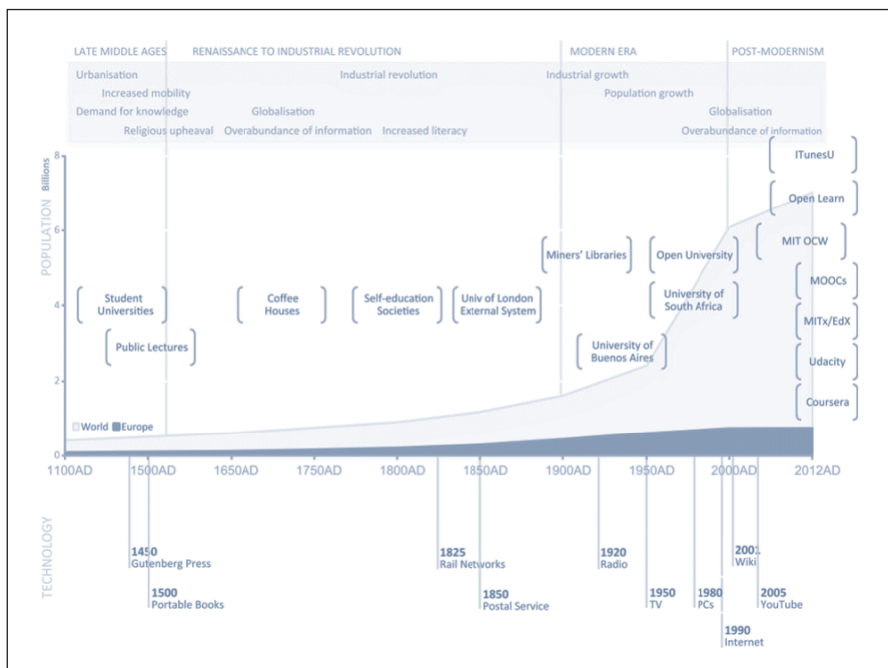 LATE MIDDLE AGES RENAISSANCE TO INDUSTRIAL REVOLUTION MODERN ERA POST-MODERNISM
Urbanisation Industrial revolution Industrial growth
Increased mobility Population growth
Demand for knowledge Globalisation Globalisation
Religious upheaval Overabundance of information Increased literacy Overabundance of information
POPULATION Billions
8
6
4
2
0
ITunesU
Open Learn
MIT OCW
Miners' Libraries
Open University
MOOCs
Student
Universities
Coffee
Houses
Self-education
Societies
Univ of London
External System
University of
South Africa
MITx/EdX
Public Lectures
University of
Buenos Aires
Udacity
Coursera
World Europe
1100AD 1500AD 1650AD 1750AD 1800AD 1850AD 1900AD 1950AD 2000AD 2012AD
TECHNOLOGY
1450
Gutenberg Press
1500
Portable Books
1825
Rail Networks
1850
Postal Service
1920
Radio
1950
TV
1980
PCs
1990
Internet
2001
Wiki
2005
YouTube